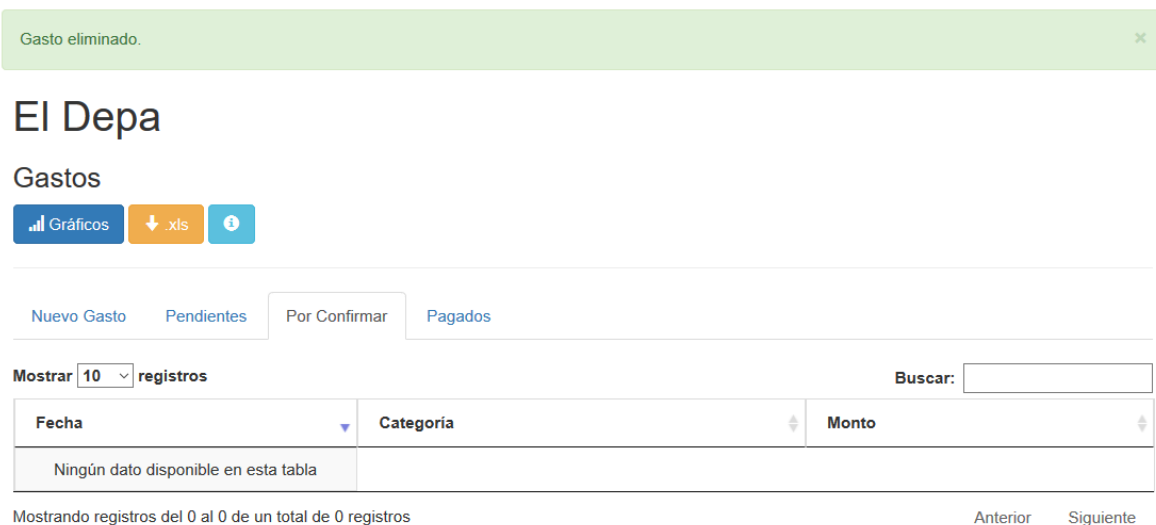 Gasto eliminado. ×
El Depa
Gastos
Gráficos .xls
Nuevo Gasto Pendientes Por Confirmar Pagados
Mostrar 10 registros Buscar:
Fecha Categoría Monto
Ningún dato disponible en esta tabla
Mostrando registros del 0 al 0 de un total de 0 registros Anterior Siguiente